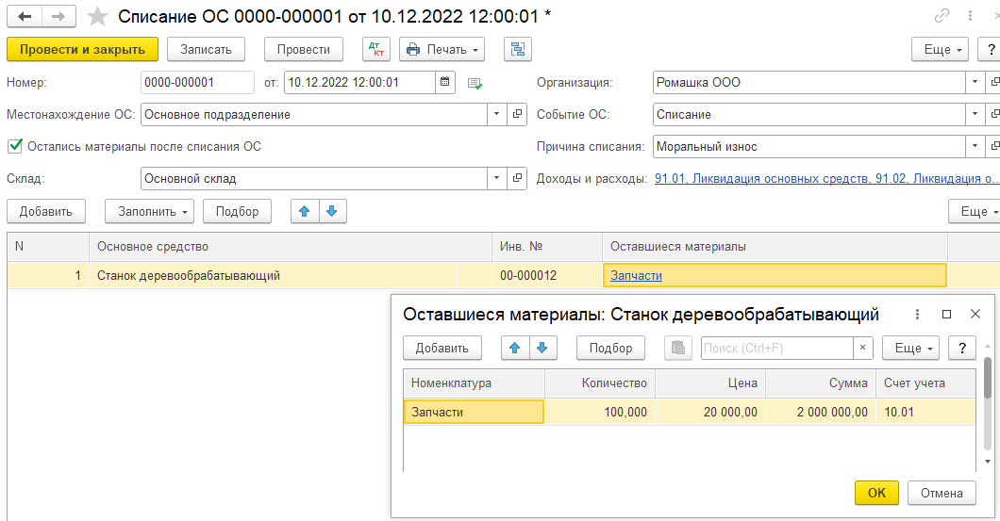 Списание ОС 0000-000001 от 10.12.2022 12:00:01 *
Провести и закрыть Записать Провести Дт Кт Печать Еще ?
Номер: 0000-000001 от: 10.12.2022 12:00:01 Организация: Ромашка ООО
Местонахождение ОС: Основное подразделение Событие ОС: Списание
Остались материалы после списания ОС Причина списания: Моральный износ
Склад: Основной склад Доходы и расходы: 91.01, Ликвидация основных средств, 91.02, Ликвидация о...
Добавить Заполнить Подбор Еще
N Основное средство Инв. № Оставшиеся материалы
1 Станок деревообрабатывающий 00-000012 Запчасти
Оставшиеся материалы: Станок деревообрабатывающий
Добавить Подбор Поиск (Ctrl+F) × Еще ?
Номенклатура Количество Цена Сумма Счет учета
Запчасти 100,000 20 000,00 2 000 000,00 10.01
OK Отмена